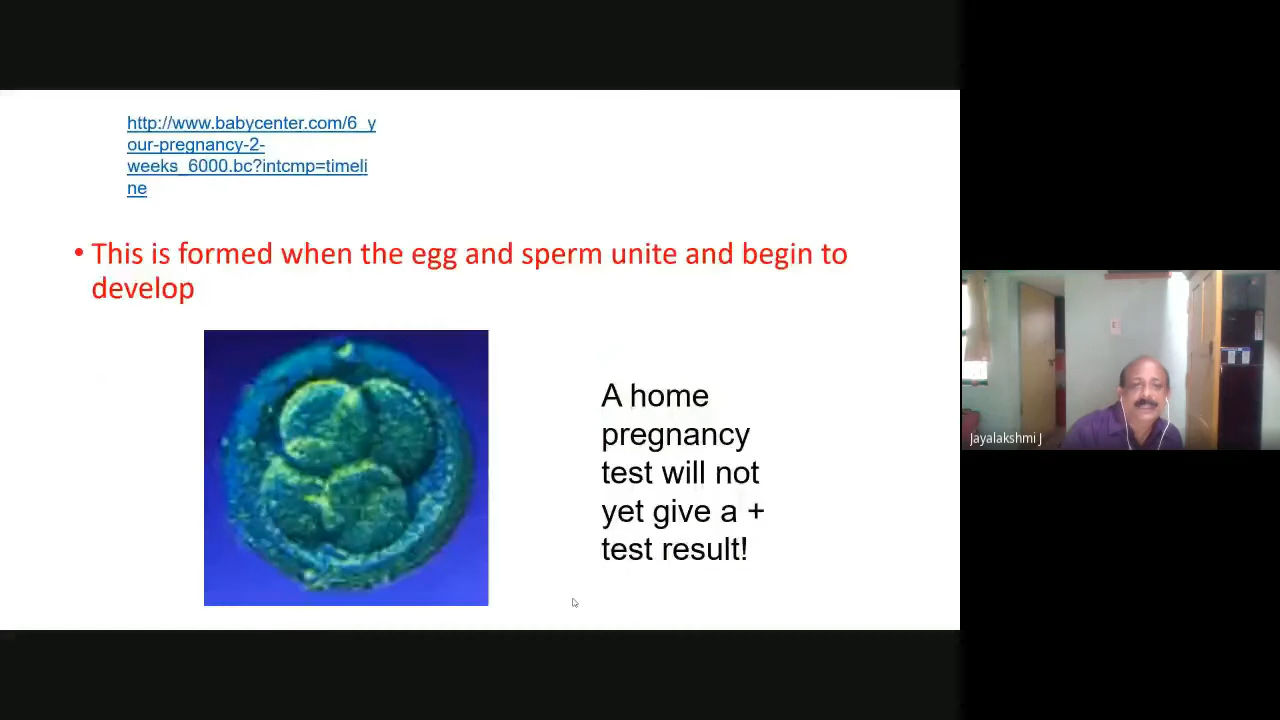 http://www.babycenter.com/6_y
our-pregnancy-2-
weeks_6000.bc?intcmp=timeli
ne
• This is formed when the egg and sperm unite and begin to
develop
A home
pregnancy
test will not
yet give a +
test result!
Jayalakshmi J